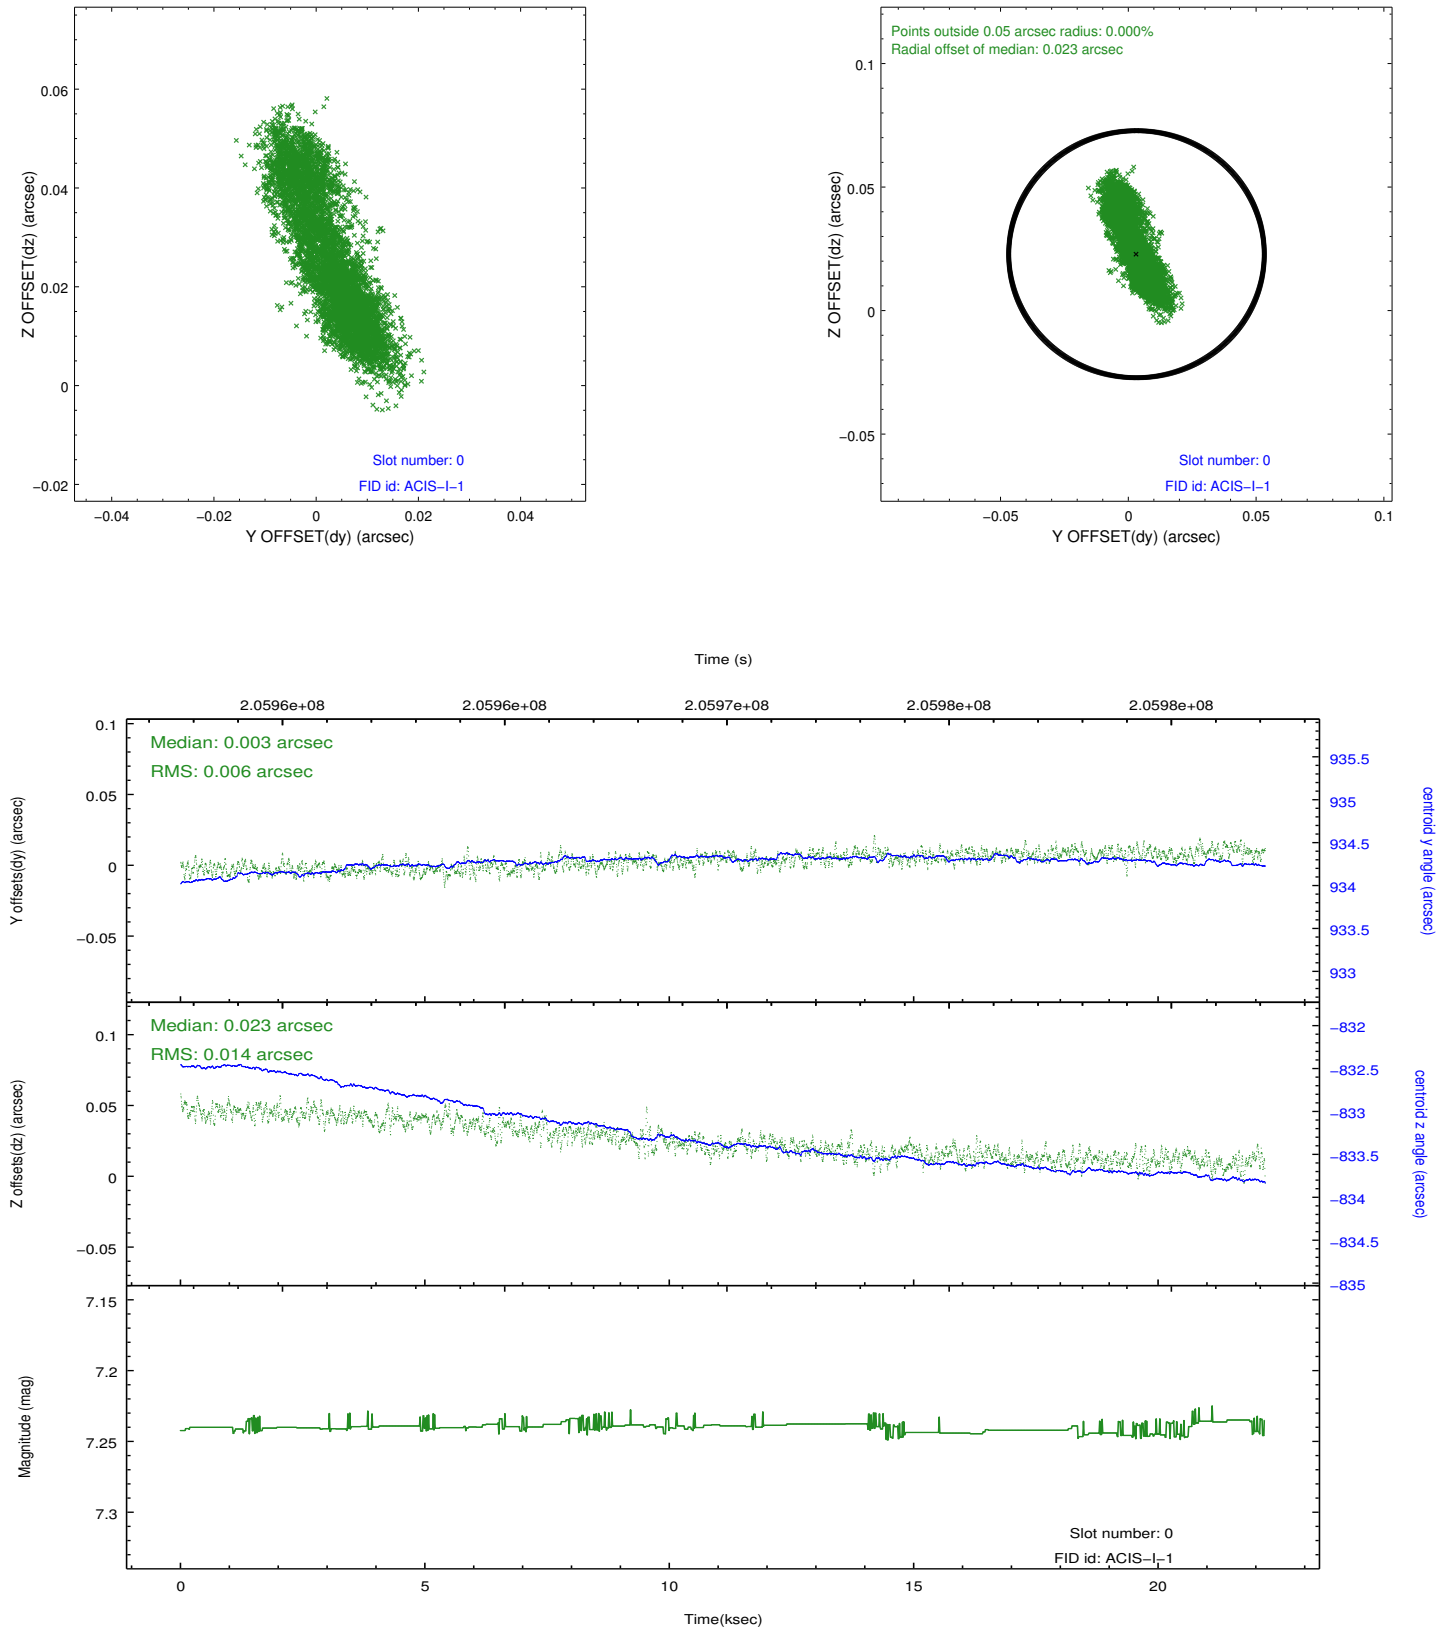 0.06
0.04
0.02
0
−0.02
−0.04
−0.02
0
0.02
0.04
Z OFFSET(dz) (arcsec)
Y OFFSET(dy) (arcsec)
Slot number: 0
FID id: ACIS−I−1
Points outside 0.05 arcsec radius: 0.000%
Radial offset of median: 0.023 arcsec
0.1
0.05
0
−0.05
−0.05
0
0.05
0.1
Z OFFSET(dz) (arcsec)
Y OFFSET(dy) (arcsec)
Slot number: 0
FID id: ACIS−I−1
Time (s)
2.0596e+08
2.0596e+08
2.0597e+08
2.0598e+08
2.0598e+08
Median: 0.003 arcsec
RMS: 0.006 arcsec
0.1
0.05
0
−0.05
Y offsets(dy) (arcsec)
935.5
935
934.5
934
933.5
933
centroid y angle (arcsec)
Median: 0.023 arcsec
RMS: 0.014 arcsec
0.1
0.05
0
−0.05
Z offsets(dz) (arcsec)
−832
−832.5
−833
−833.5
−834
−834.5
−835
centroid z angle (arcsec)
7.15
7.2
7.25
7.3
Magnitude (mag)
Slot number: 0
FID id: ACIS−I−1
0
5
10
15
20
Time(ksec)